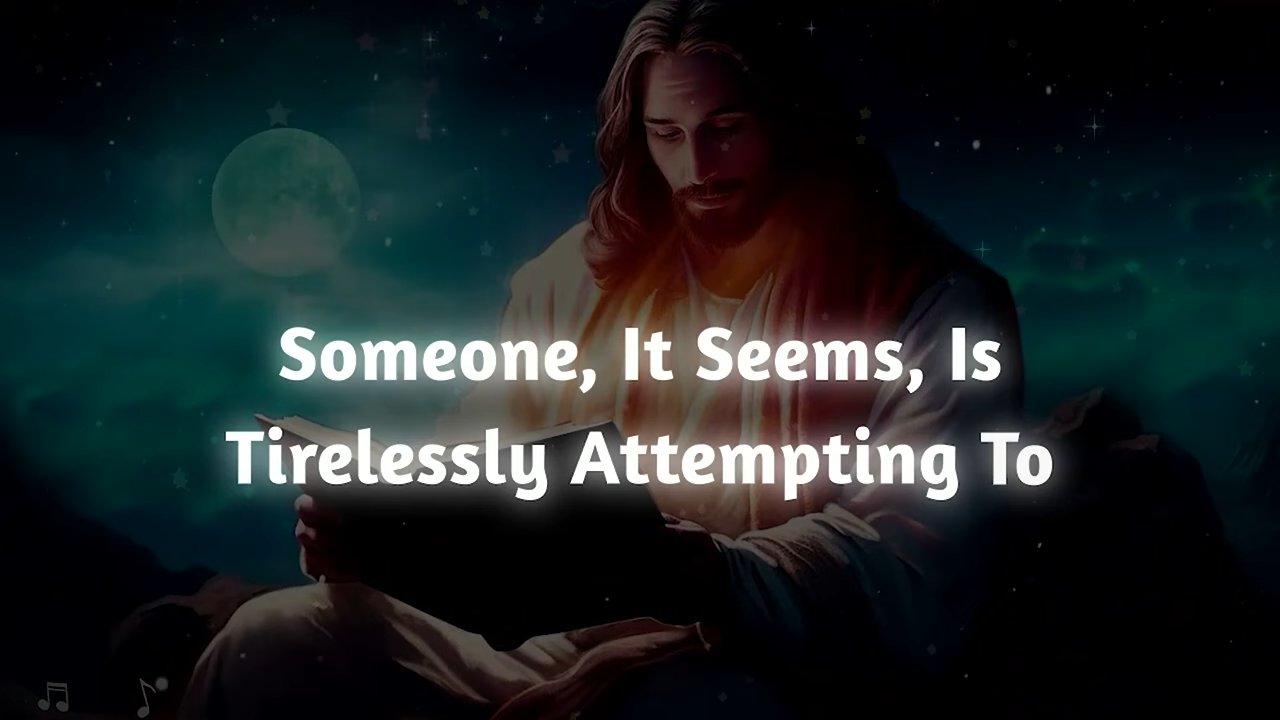 Someone, It Seems, Is
Tirelessly Attempting To